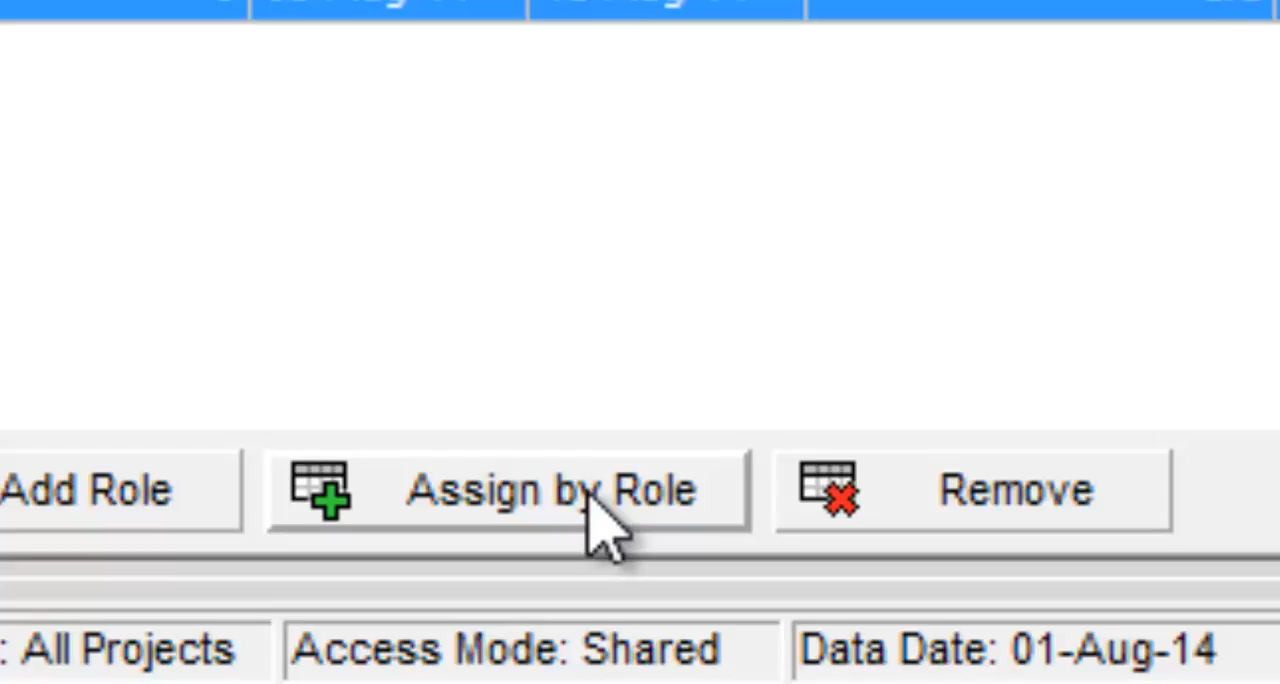 Add Role Assign by Role Remove
: All Projects Access Mode: Shared Data Date: 01-Aug-14